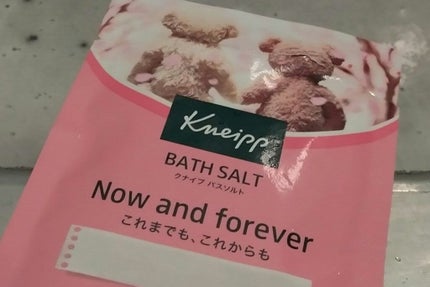 Kneipp
BATH SALT
クナイプ バスソルト
Now and forever
これまでも、これからも